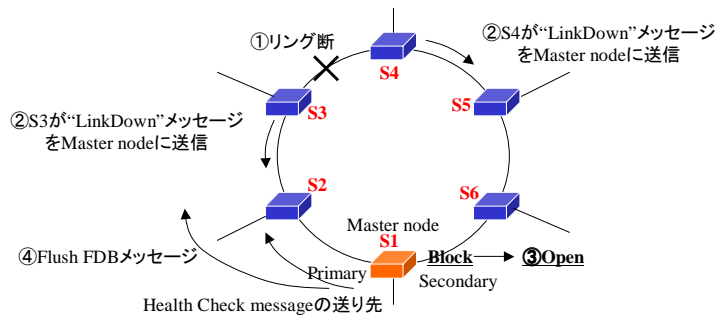 ①リング断
②S4が“LinkDown”メッセージ
をMaster nodeに送信
S4
S5
S3
②S3が“LinkDown”メッセージ
をMaster nodeに送信
S2
S6
Master node
S1
④Flush FDBメッセージ
Block
③Open
Primary
Secondary
Health Check messageの送り先